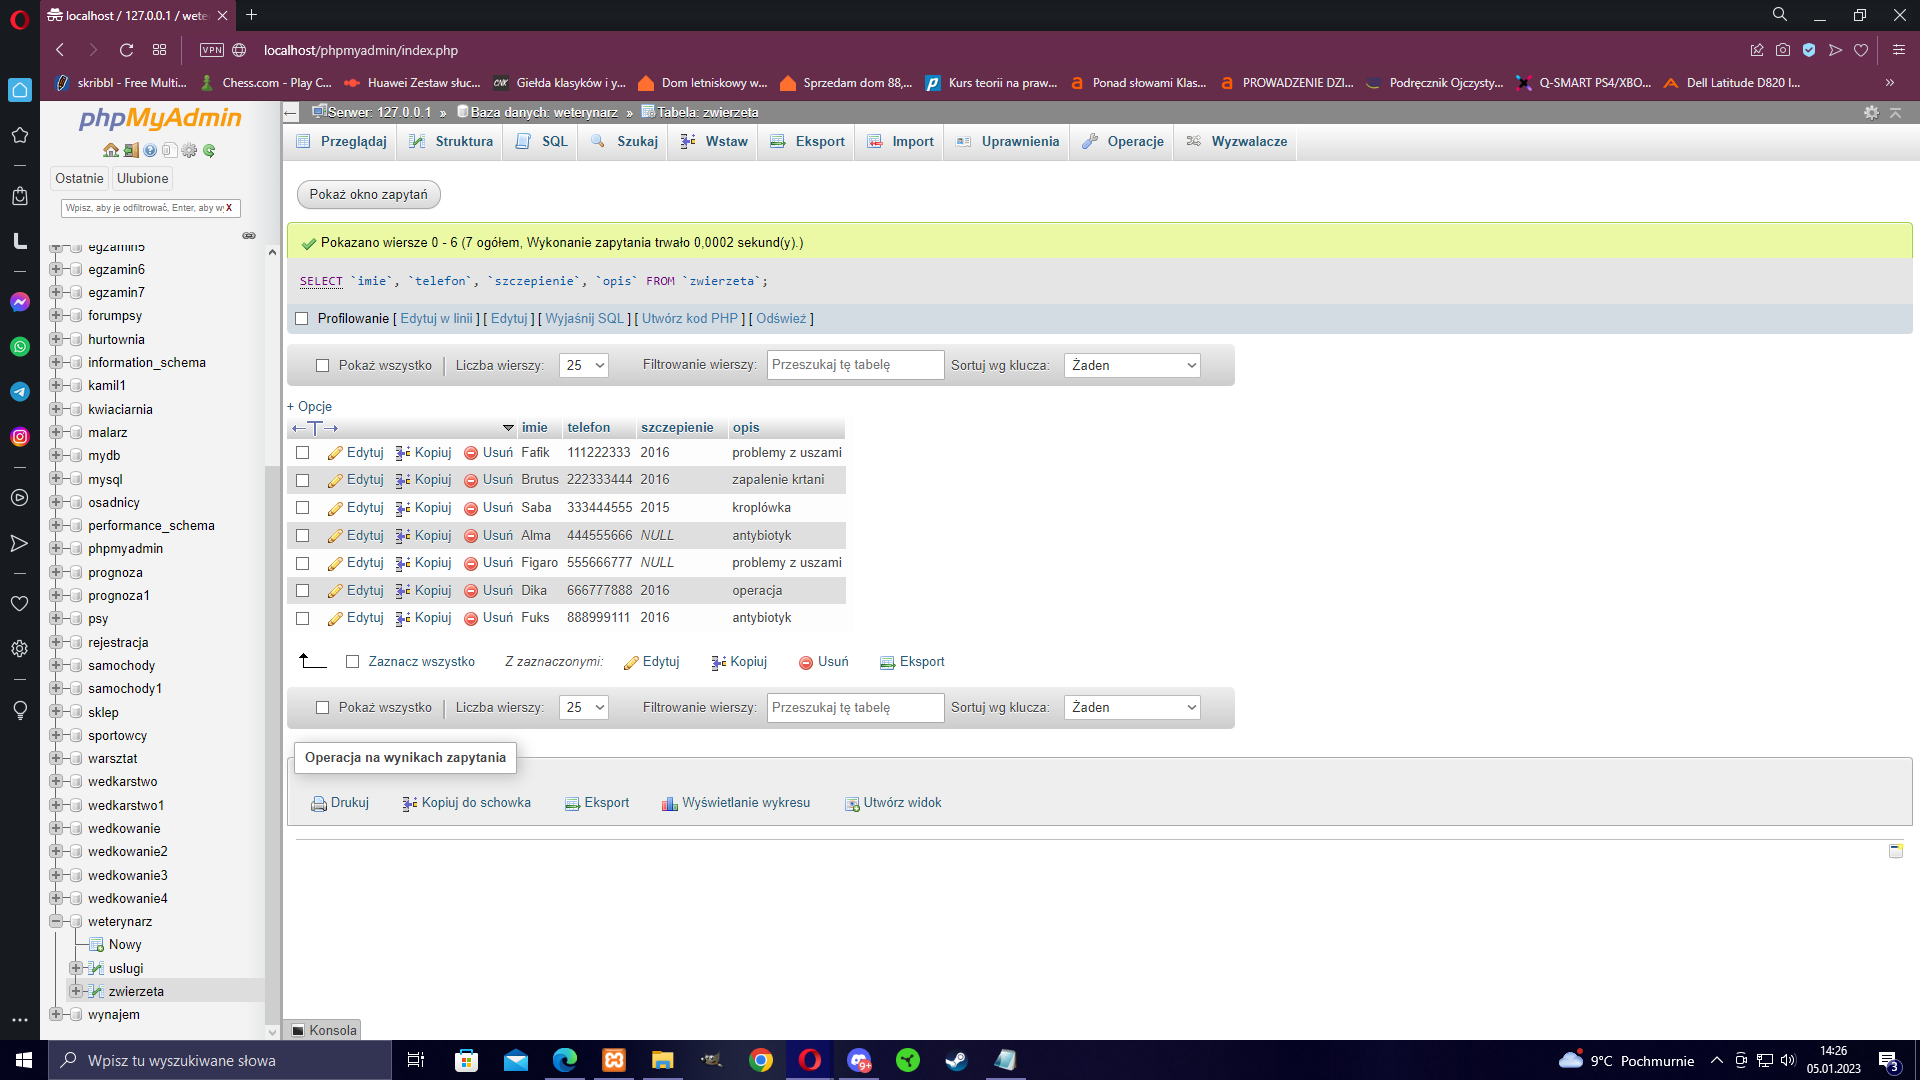 localhost / 127.0.0.1 / wete
localhost/phpmyadmin/index.php
VPN
skribbl - Free Multi...
Chess.com - Play C...
Huawei Zestaw słuc...
Giełda klasyków i y...
Dom letniskowy w...
Sprzedam dom 88,...
Kurs teorii na praw...
Ponad słowami Klas...
PROWADZENIE DZI...
Podręcznik Ojczysty...
Q-SMART PS4/XBO...
Dell Latitude D820 I...
»
phpMyAdmin
Ostatnie Ulubione
Wpisz, aby je odfiltrować, Enter, aby wy X
egzamin5
egzamin6
egzamin7
forumpsy
hurtownia
information_schema
kamil1
kwiaciarnia
malarz
mydb
mysql
osadnicy
performance_schema
phpmyadmin
prognoza
prognoza1
psy
rejestracja
samochody
samochody1
sklep
sportowcy
warsztat
wedkarstwo
wedkarstwo1
wedkowanie
wedkowanie2
wedkowanie3
wedkowanie4
weterynarz
Nowy
uslugi
zwierzeta
wynajem
Serwer: 127.0.0.1 » Baza danych: weterynarz » Tabela: zwierzeta
Przeglądaj Struktura SQL Szukaj Wstaw Eksport Import Uprawnienia Operacje Wyzwalacze
Pokaż okno zapytań
Pokazano wiersze 0 - 6 (7 ogółem, Wykonanie zapytania trwało 0,0002 sekund(y).)
SELECT `imie`, `telefon`, `szczepienie`, `opis` FROM `zwierzeta`;
Profilowanie [ Edytuj w linii ] [ Edytuj ] [ Wyjaśnij SQL ] [ Utwórz kod PHP ] [ Odśwież ]
Pokaż wszystko Liczba wierszy: 25 Filtrowanie wierszy: Przeszukaj tę tabelę Sortuj wg klucza: Żaden
+ Opcje
←T→ imie telefon szczepienie opis
Edytuj Kopiuj Usuń Fafik 111222333 2016 problemy z uszami
Edytuj Kopiuj Usuń Brutus 222333444 2016 zapalenie krtani
Edytuj Kopiuj Usuń Saba 333444555 2015 kroplówka
Edytuj Kopiuj Usuń Alma 444555666 NULL antybiotyk
Edytuj Kopiuj Usuń Figaro 555666777 NULL problemy z uszami
Edytuj Kopiuj Usuń Dika 666777888 2016 operacja
Edytuj Kopiuj Usuń Fuks 888999111 2016 antybiotyk
Zaznacz wszystko Z zaznaczonymi: Edytuj Kopiuj Usuń Eksport
Pokaż wszystko Liczba wierszy: 25 Filtrowanie wierszy: Przeszukaj tę tabelę Sortuj wg klucza: Żaden
Operacja na wynikach zapytania
Drukuj Kopiuj do schowka Eksport Wyświetlanie wykresu Utwórz widok
Konsola
Wpisz tu wyszukiwane słowa
9+
9°C Pochmurnie
14:26
05.01.2023
3